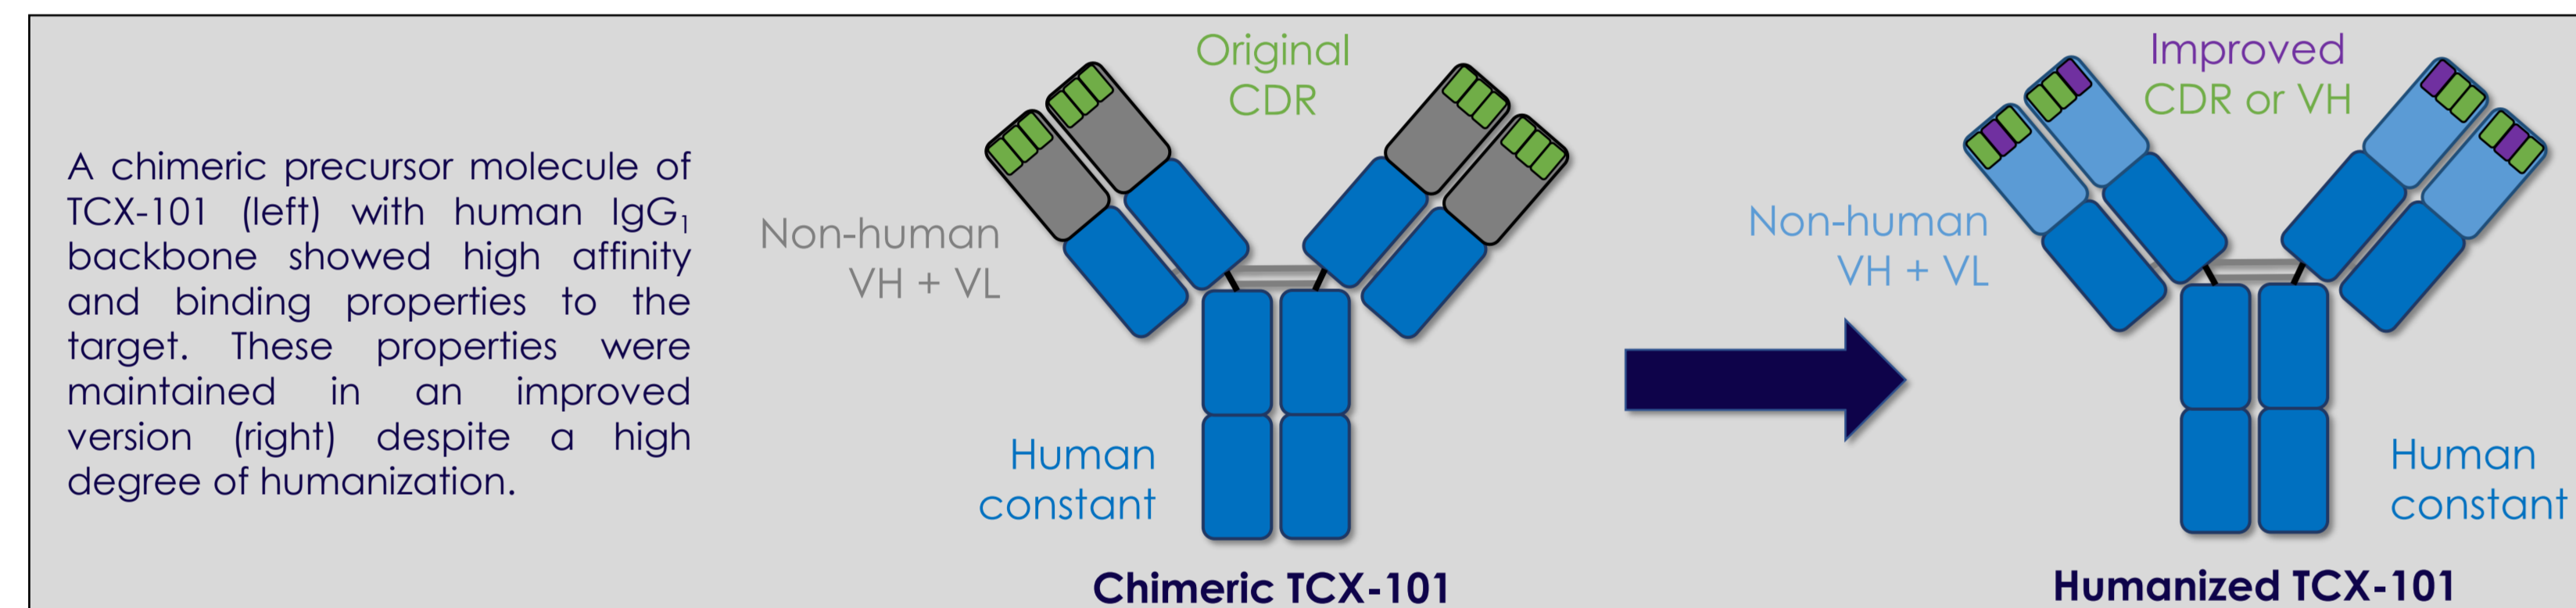 A chimeric precursor molecule of
TCX-101 (left) with human IgG₁
backbone showed high affinity
and binding properties to the
target. These properties were
maintained in an improved
version (right) despite a high
degree of humanization.
Original
CDR
Non-human
VH + VL
Human
constant
Chimeric TCX-101
Improved
CDR or VH
Non-human
VH + VL
Human
constant
Humanized TCX-101